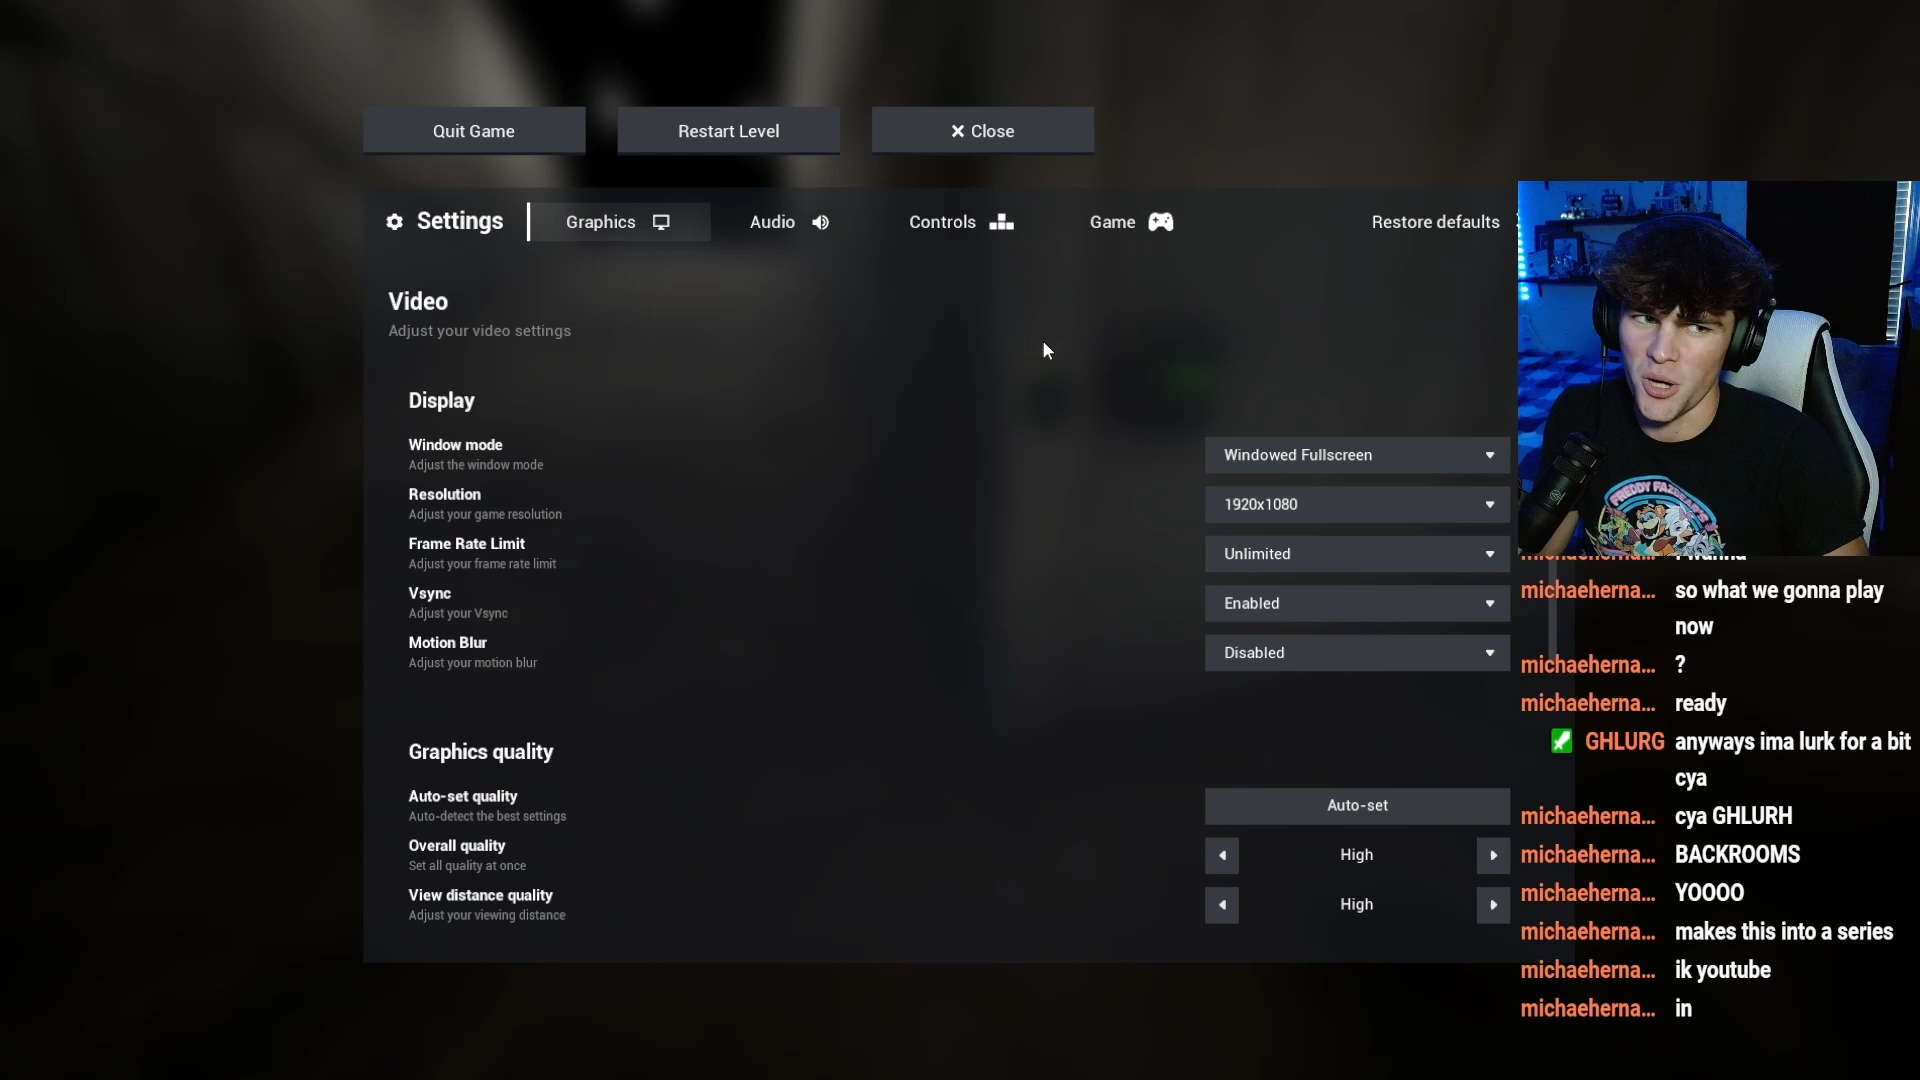 Quit Game
Restart Level
Close
Settings
Graphics
Audio
Controls
Game
Restore defaults
Video
Adjust your video settings
Display
Window mode
Adjust the window mode
Windowed Fullscreen
Resolution
Adjust your game resolution
1920x1080
Frame Rate Limit
Adjust your frame rate limit
Unlimited
Vsync
Adjust your Vsync
Enabled
Motion Blur
Adjust your motion blur
Disabled
Graphics quality
Auto-set quality
Auto-detect the best settings
Auto-set
Overall quality
Set all quality at once
High
View distance quality
Adjust your viewing distance
High
FREDDY FAZBEAR'S
michaeherna... so what we gonna play
now
michaeherna... ?
michaeherna... ready
GHLURG anyways ima lurk for a bit
cya
michaeherna... cya GHLURH
michaeherna... BACKROOMS
michaeherna... YOOOO
michaeherna... makes this into a series
michaeherna... ik youtube
michaeherna... in